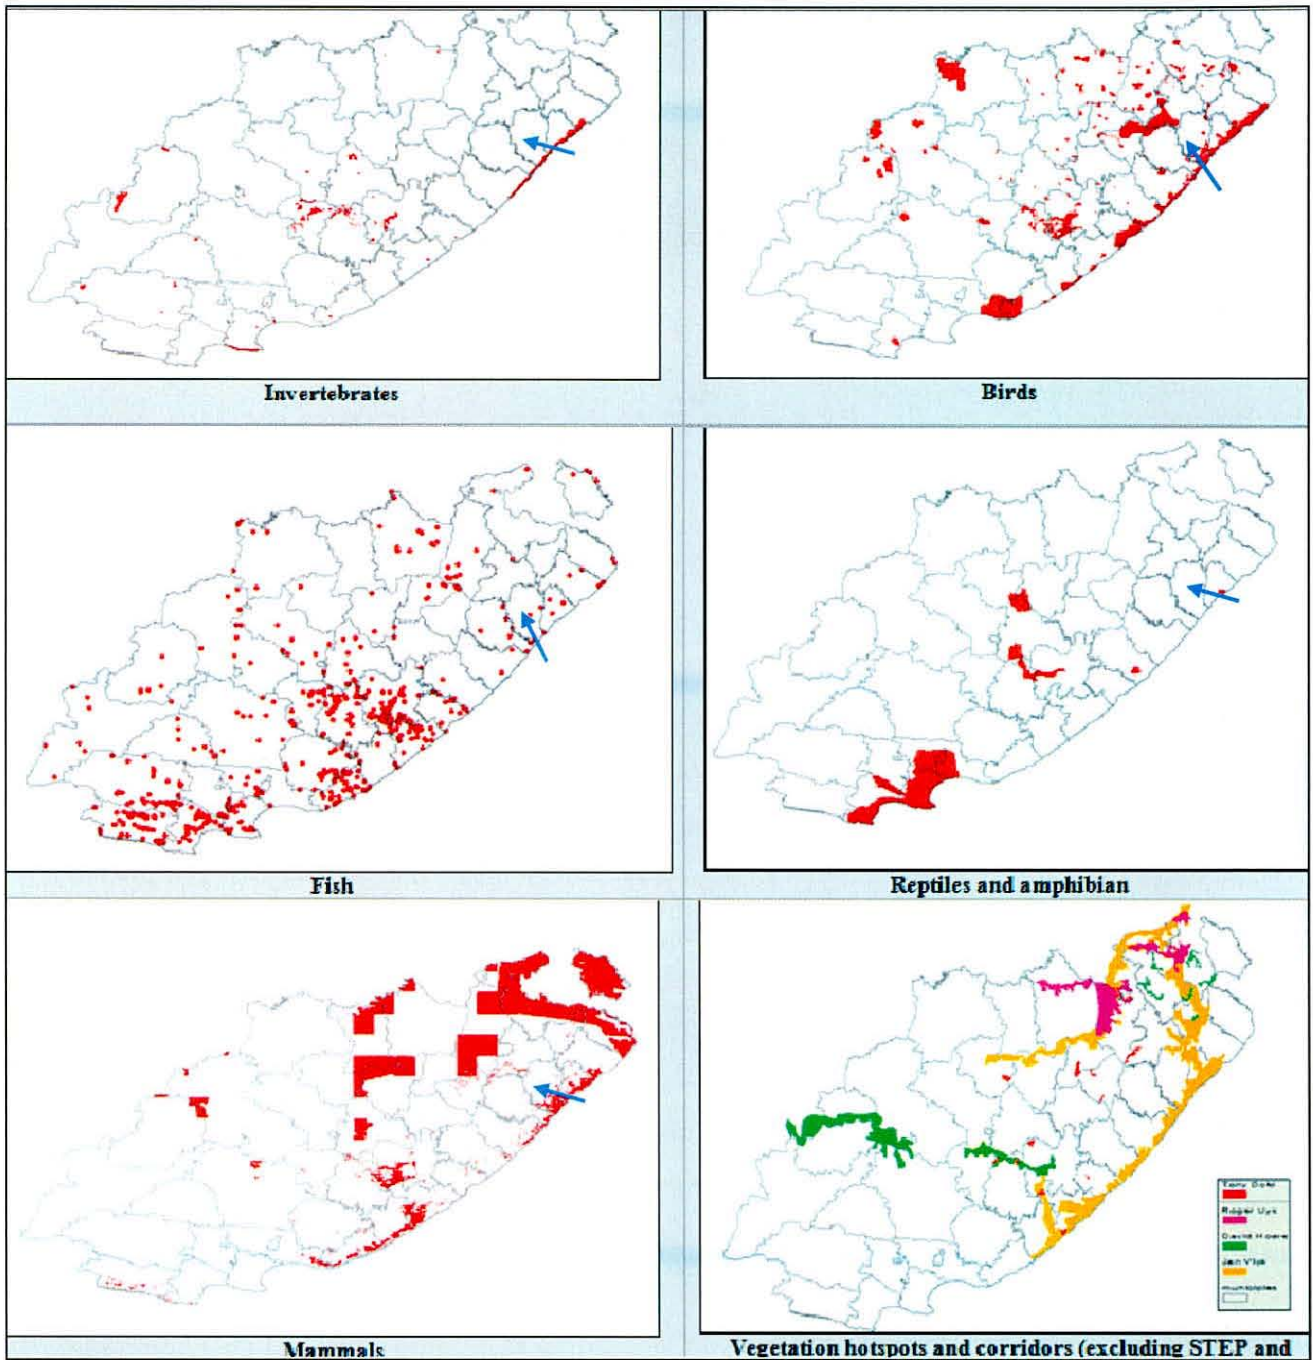 Invertebrates
Birds
Fish
Reptiles and amphibian
Mammals
Vegetation hotspots and corridors (excluding STEP and